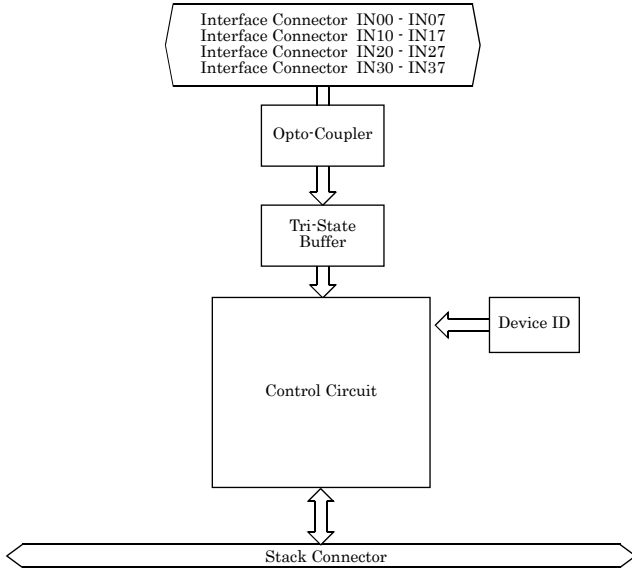 Interface Connector IN00 - IN07
Interface Connector IN10 - IN17
Interface Connector IN20 - IN27
Interface Connector IN30 - IN37
Opto-Coupler
Tri-State
Buffer
Device ID
Control Circuit
Stack Connector